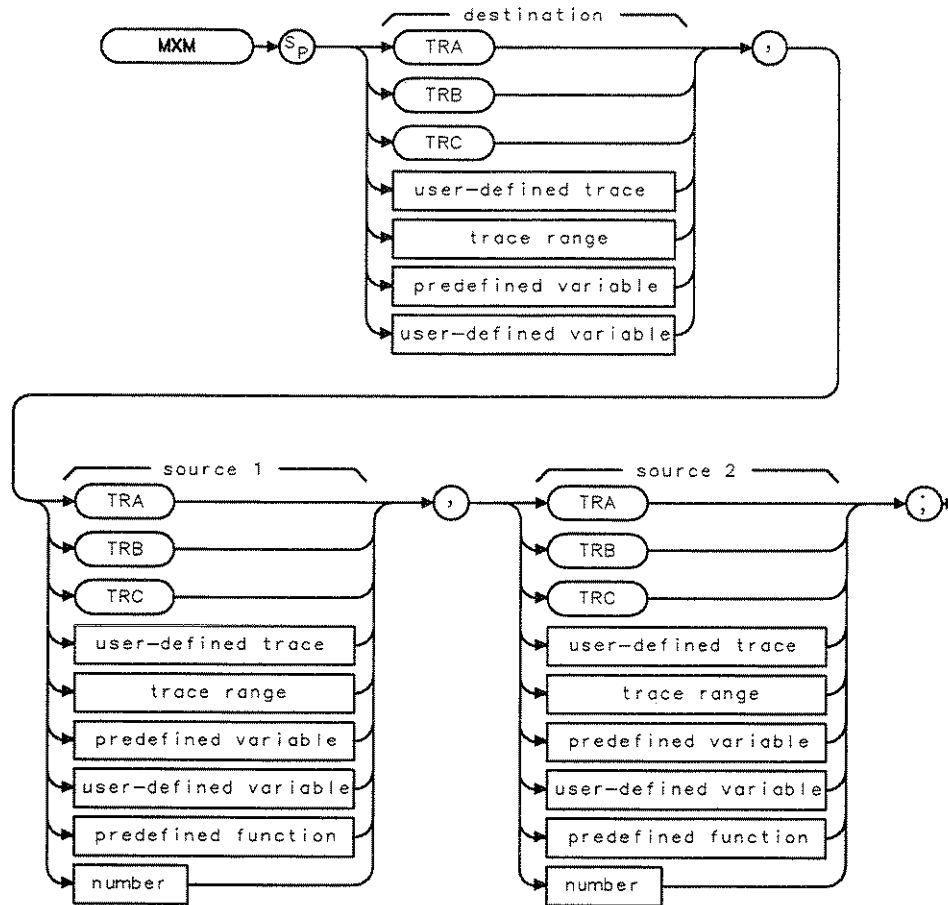 destination
MXM SP TRA ,
TRB
TRC
user-defined trace
trace range
predefined variable
user-defined variable
source 1
TRA ,
TRB
TRC
user-defined trace
trace range
predefined variable
user-defined variable
predefined function
number
source 2
TRA ;
TRB
TRC
user-defined trace
trace range
predefined variable
user-defined variable
predefined function
number